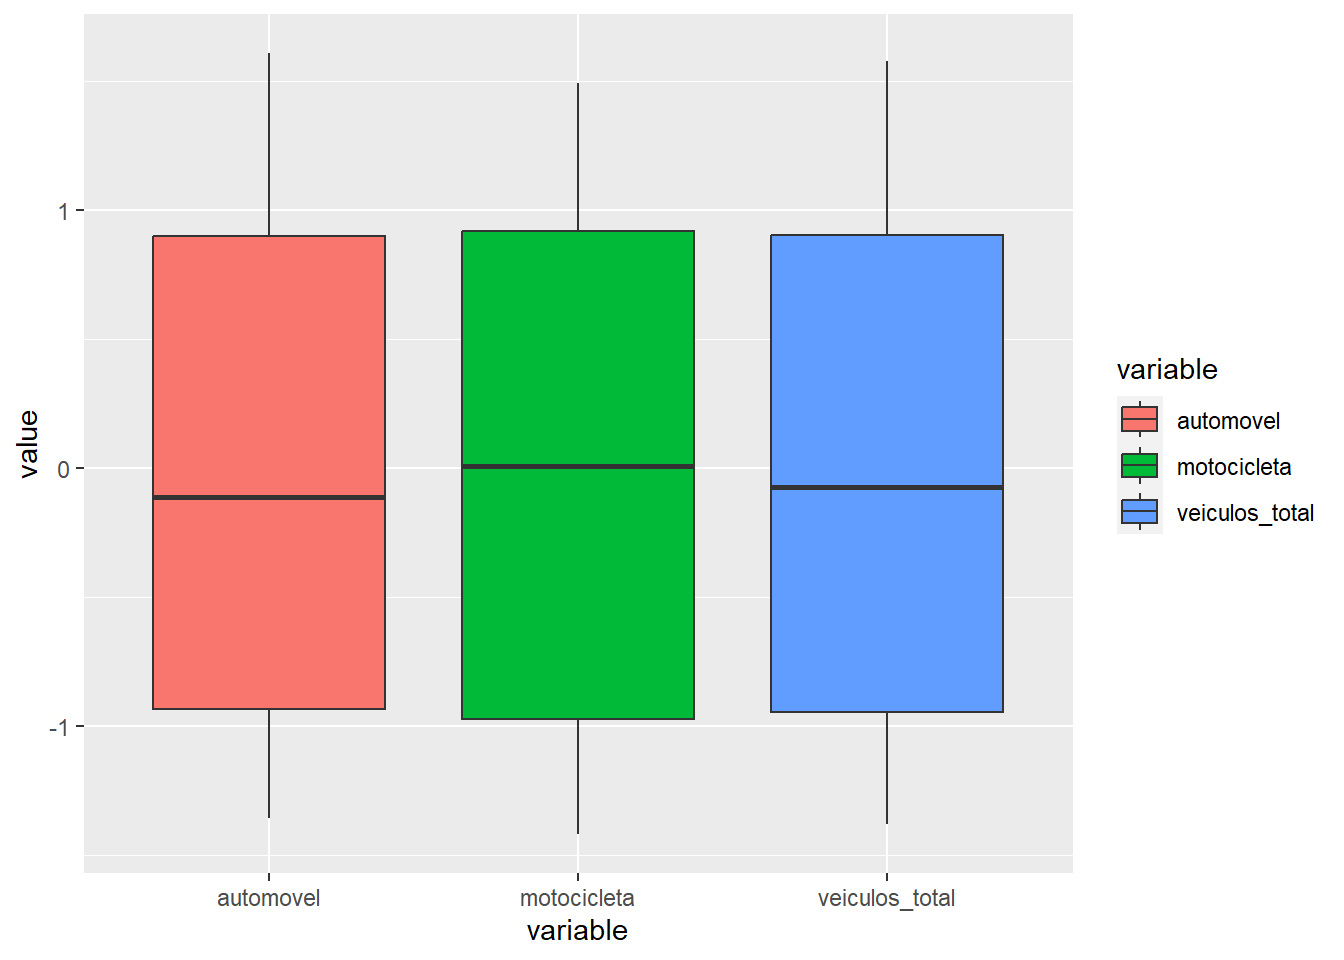 value
1
0
-1
automovel
motocicleta
veiculos_total
variable
variable
automovel
motocicleta
veiculos_total